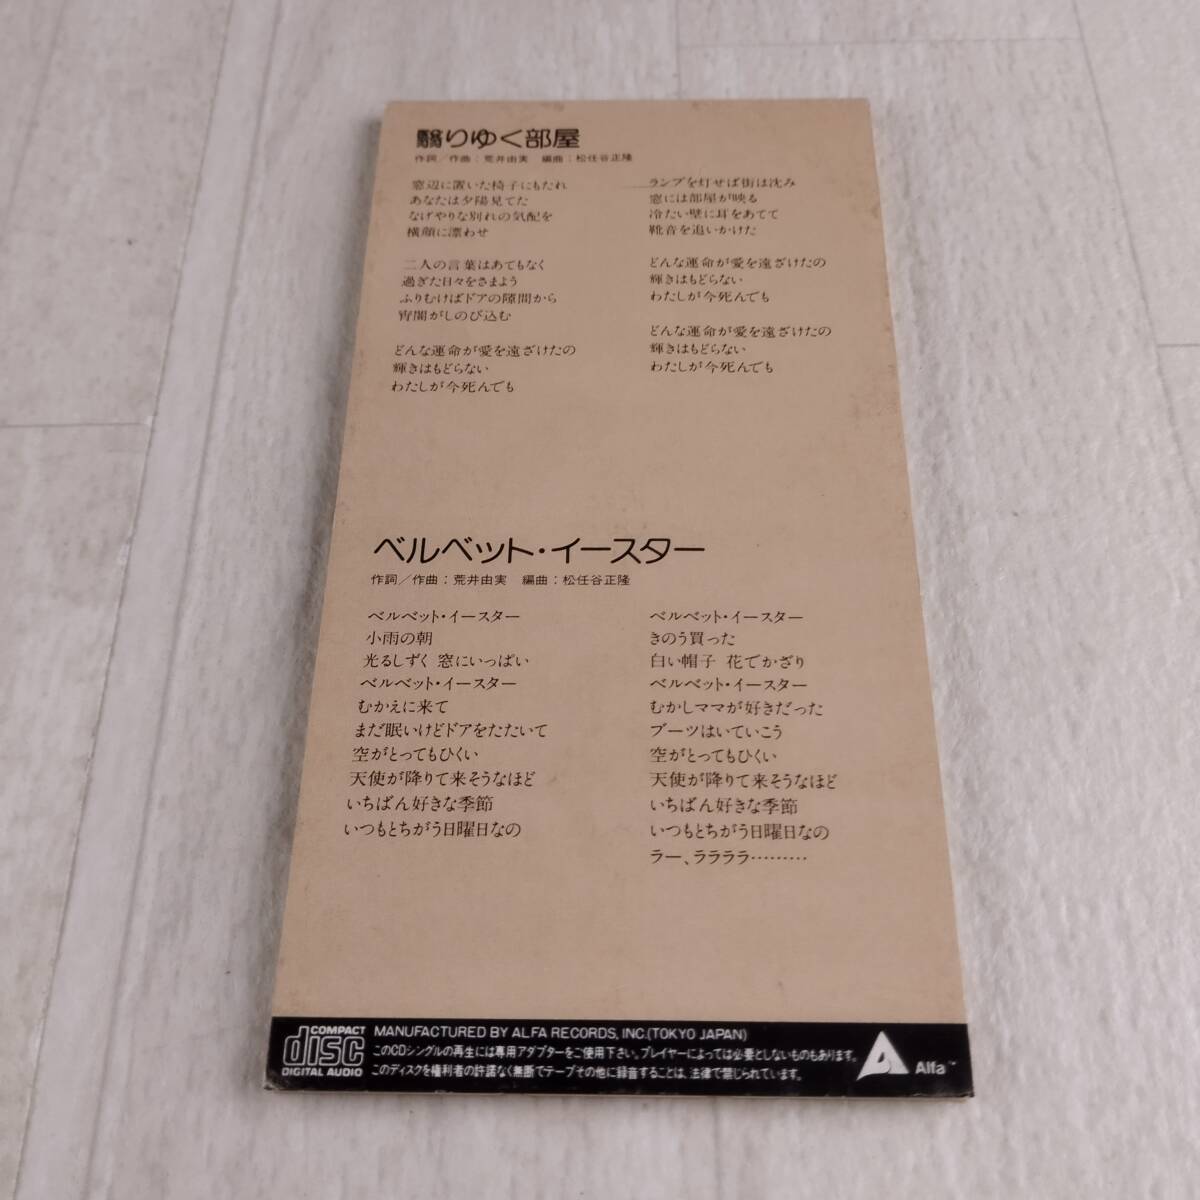 翳りゆく部屋
作詞／作曲：荒井由実　編曲：松任谷正隆
窓辺に置いた椅子にもたれ
あなたは夕陽見てた
なげやりな別れの気配を
横顔に漂わせ
二人の言葉はあてもなく
過ぎた日々をさまよう
ふりむけばドアの隙間から
宵闇がしのび込む
どんな運命が愛を遠ざけたの
輝きはもどらない
わたしが今死んでも
ランプを灯せば街は沈み
窓には部屋が映る
冷たい壁に耳をあてて
靴音を追いかけた
どんな運命が愛を遠ざけたの
輝きはもどらない
わたしが今死んでも
どんな運命が愛を遠ざけたの
輝きはもどらない
わたしが今死んでも
ベルベット・イースター
作詞／作曲：荒井由実　編曲：松任谷正隆
ベルベット・イースター
小雨の朝
光るしずく 窓にいっぱい
ベルベット・イースター
むかえに来て
まだ眠いけどドアをたたいて
空がとってもひくい
天使が降りて来そうなほど
いちばん好きな季節
いつもとちがう日曜日なの
ベルベット・イースター
きのう買った
白い帽子 花でかざり
ベルベット・イースター
むかしママが好きだった
ブーツはいていこう
空がとってもひくい
天使が降りて来そうなほど
いちばん好きな季節
いつもとちがう日曜日なの
ラー、ララララ………
COMPACT
disc
DIGITAL AUDIO
MANUFACTURED BY ALFA RECORDS, INC.(TOKYO JAPAN)
このCDシングルの再生には専用アダプターをご使用下さい。プレイヤーによっては必要としないものもあります。
このディスクを権利者の許諾なく無断でテープその他に録音することは、法律で禁じられています。
Alfa™